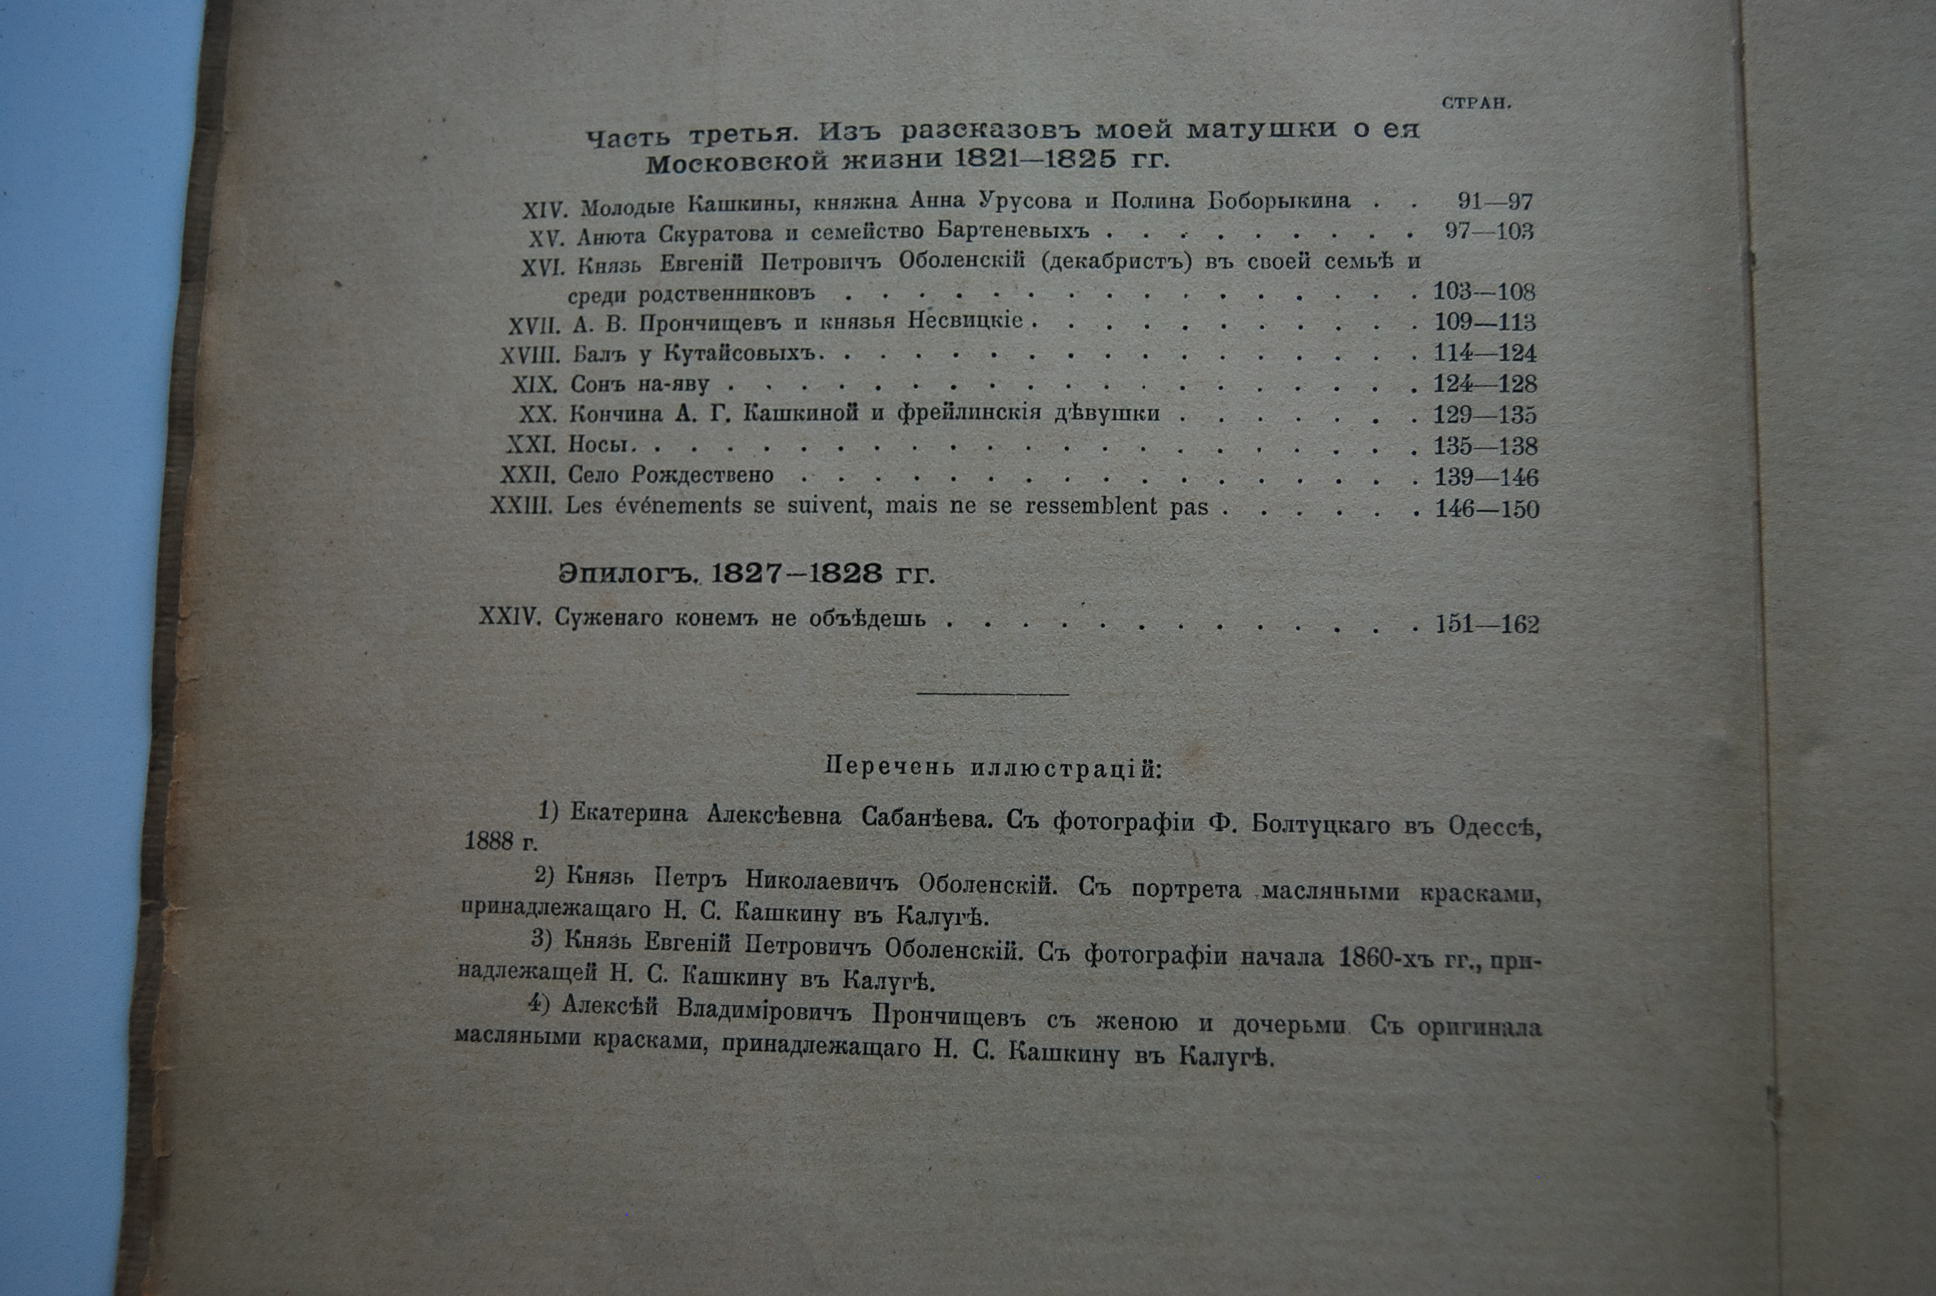 СТРАН.
Часть третья. Изъ разсказовъ моей матушки о ея
Московской жизни 1821—1825 гг.
XIV. Молодые Кашкины, княжна Анна Урусова и Полина Боборыкина . . 91—97
XV. Анюта Скуратова и семейство Бартеневыхъ . . . . . . . . . 97—103
XVI. Князь Евгеній Петровичъ Оболенскій (декабристъ) въ своей семьѣ и
среди родственниковъ . . . . . . . . . . . . . . . . 103—108
XVII. А. В. Прончищевъ и князья Несвицкіе . . . . . . . . . . . 109—113
XVIII. Балъ у Кутайсовыхъ. . . . . . . . . . . . . . . . . 114—124
XIX. Сонъ на-яву . . . . . . . . . . . . . . . . . . . 124—128
XX. Кончина А. Г. Кашкиной и фрейлинскія дѣвушки . . . . . . . 129—135
XXI. Носы. . . . . . . . . . . . . . . . . . . . . . 135—138
XXII. Село Рождествено . . . . . . . . . . . . . . . . . 139—146
XXIII. Les événements se suivent, mais ne se ressemblent pas . . . . . . 146—150
Эпилогъ. 1827—1828 гг.
XXIV. Суженаго конемъ не объѣдешь . . . . . . . . . . . . . 151—162
Перечень иллюстрацій:
1) Екатерина Алексѣевна Сабанѣева. Съ фотографіи Ф. Болтуцкаго въ Одессѣ,
1888 г.
2) Князь Петръ Николаевичъ Оболенскій. Съ портрета масляными красками,
принадлежащаго Н. С. Кашкину въ Калугѣ.
3) Князь Евгеній Петровичъ Оболенскій. Съ фотографіи начала 1860-хъ гг., при-
надлежащей Н. С. Кашкину въ Калугѣ.
4) Алексѣй Владиміровичъ Прончищевъ съ женою и дочерьми Съ оригинала
масляными красками, принадлежащаго Н. С. Кашкину въ Калугѣ.